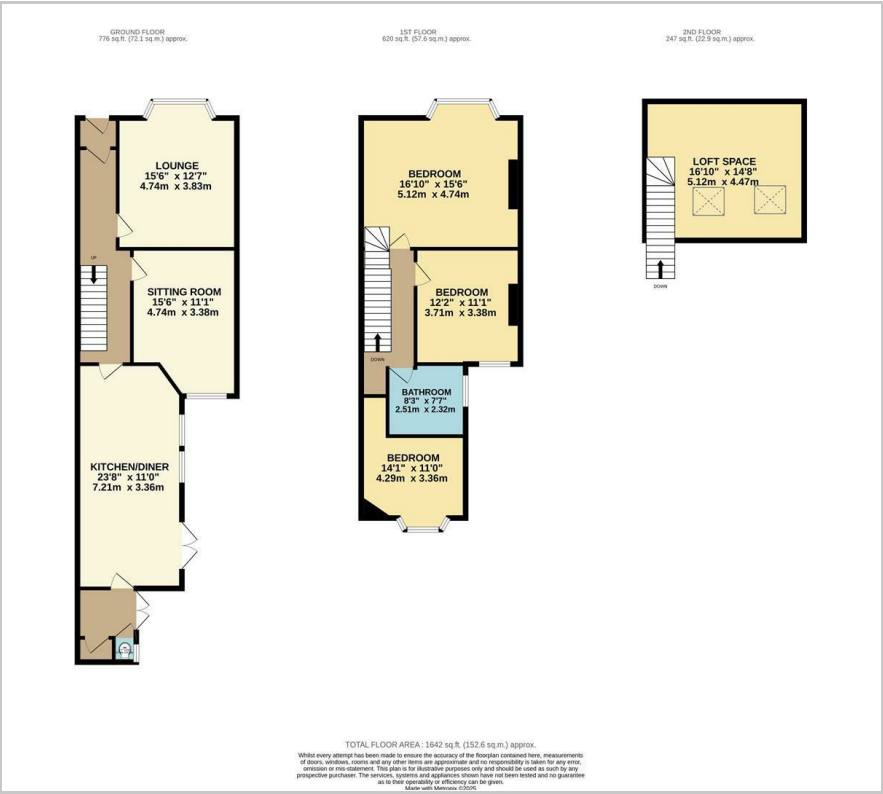 GROUND FLOOR
776 sq.ft. (72.1 sq.m.) approx.
LOUNGE
15'6" x 12'7"
4.74m x 3.83m
UP
SITTING ROOM
15'6" x 11'1"
4.74m x 3.38m
KITCHEN/DINER
23'8" x 11'0"
7.21m x 3.36m
1ST FLOOR
620 sq.ft. (57.6 sq.m.) approx.
BEDROOM
16'10" x 15'6"
5.12m x 4.74m
BEDROOM
12'2" x 11'1"
3.71m x 3.38m
DOWN
BATHROOM
8'3" x 7'7"
2.51m x 2.32m
BEDROOM
14'1" x 11'0"
4.29m x 3.36m
2ND FLOOR
247 sq.ft. (22.9 sq.m.) approx.
LOFT SPACE
16'10" x 14'8"
5.12m x 4.47m
DOWN
TOTAL FLOOR AREA : 1642 sq.ft. (152.6 sq.m.) approx.
Whilst every attempt has been made to ensure the accuracy of the floorplan contained here, measurements
of doors, windows, rooms and any other items are approximate and no responsibility is taken for any error,
omission or mis-statement. This plan is for illustrative purposes only and should be used as such by any
prospective purchaser. The services, systems and appliances shown have not been tested and no guarantee
as to their operability or efficiency can be given.
Made with Metropix ©2025